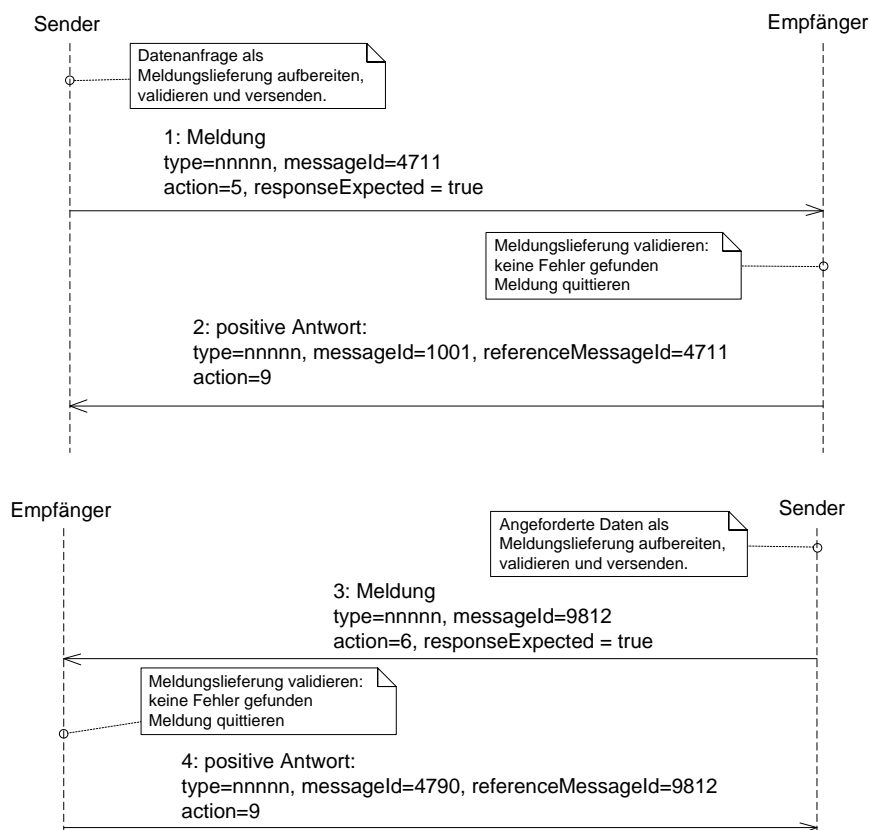 Sender
Empfänger
Datenanfrage als
Meldungslieferung aufbereiten,
validieren und versenden.
1: Meldung
type=nnnnn, messageId=4711
action=5, responseExpected = true
Meldungslieferung validieren:
keine Fehler gefunden
Meldung quittieren
2: positive Antwort:
type=nnnnn, messageId=1001, referenceMessageId=4711
action=9
Empfänger
Sender
Angeforderte Daten als
Meldungslieferung aufbereiten,
validieren und versenden.
3: Meldung
type=nnnnn, messageId=9812
action=6, responseExpected = true
Meldungslieferung validieren:
keine Fehler gefunden
Meldung quittieren
4: positive Antwort:
type=nnnnn, messageId=4790, referenceMessageId=9812
action=9